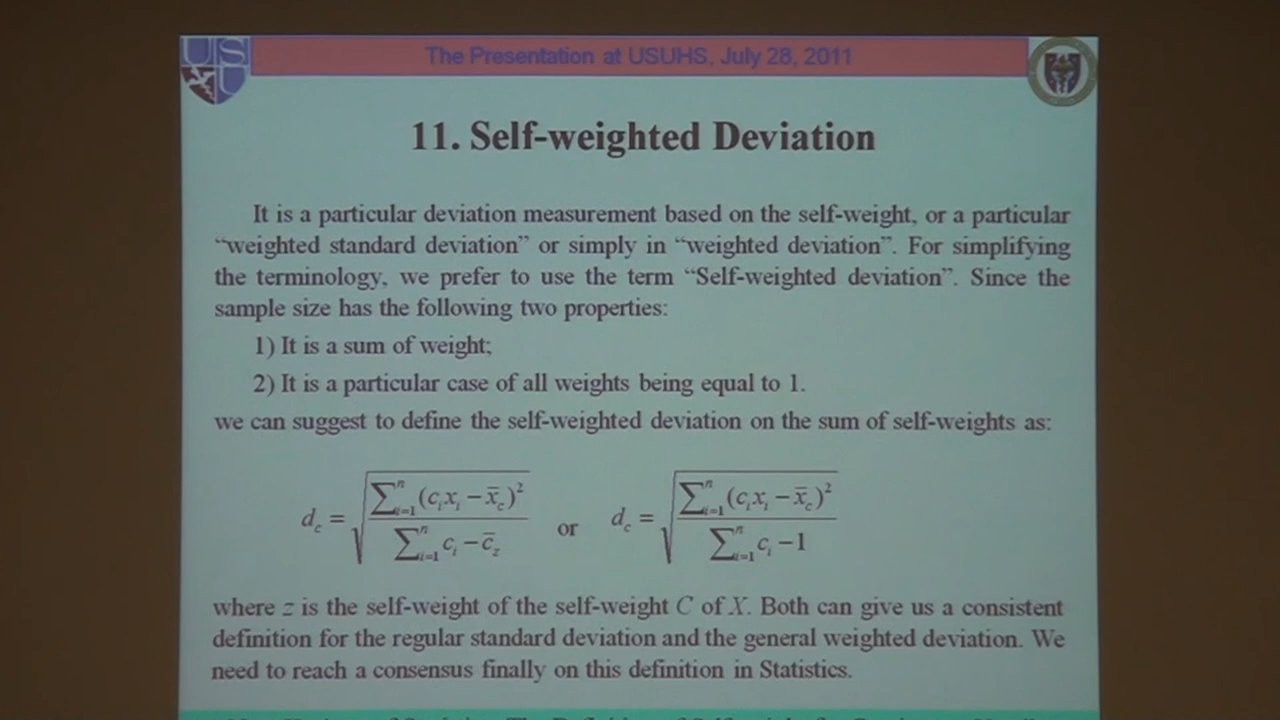 The Presentation at USUHS, July 28, 2011
11. Self-weighted Deviation
It is a particular deviation measurement based on the self-weight, or a particular
“weighted standard deviation” or simply in “weighted deviation”. For simplifying
the terminology, we prefer to use the term “Self-weighted deviation”. Since the
sample size has the following two properties:
1) It is a sum of weight;
2) It is a particular case of all weights being equal to 1.
we can suggest to define the self-weighted deviation on the sum of self-weights as:
d_c = √(∑_{i=1}^n (c_i x_i − x̄_c)² / (∑_{i=1}^n c_i − c̄_z)) or d_c = √(∑_{i=1}^n (c_i x_i − x̄_c)² / (∑_{i=1}^n c_i − 1))
where z is the self-weight of the self-weight C of X. Both can give us a consistent
definition for the regular standard deviation and the general weighted deviation. We
need to reach a consensus finally on this definition in Statistics.